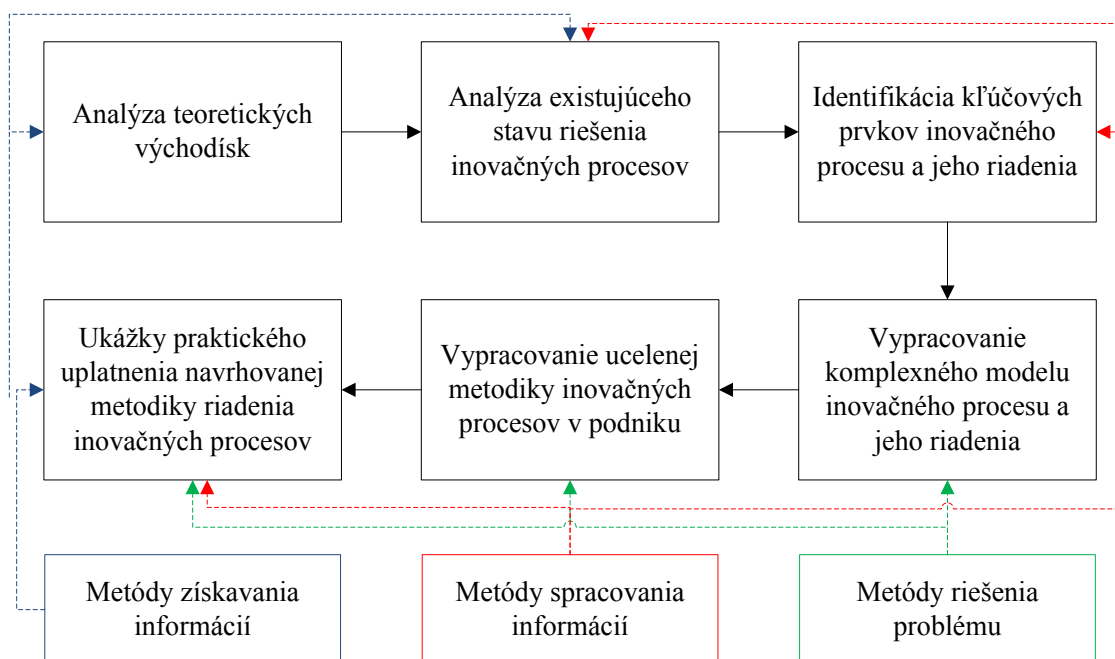 Analýza teoretických
východísk
Analýza existujúceho
stavu riešenia
inovačných procesov
Identifikácia kľúčových
prvkov inovačného
procesu a jeho riadenia
Ukážky praktického
uplatnenia navrhovanej
metodiky riadenia
inovačných procesov
Vypracovanie ucelenej
metodiky inovačných
procesov v podniku
Vypracovanie
komplexného modelu
inovačného procesu a
jeho riadenia
Metódy získavania
informácií
Metódy spracovania
informácií
Metódy riešenia
problému